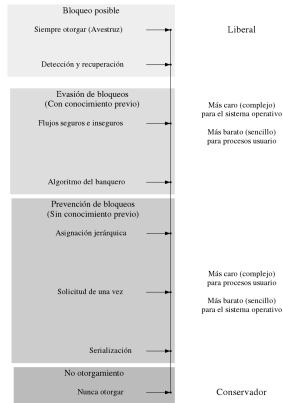 Bloqueo posible
Siempre otorgar (Avestruz)
Liberal
Detección y recuperación
Evasión de bloqueos
(Con conocimiento previo)
Flujos seguros e inseguros
Más caro (complejo)
para el sistema operativo
Más barato (sencillo)
para procesos usuario
Algoritmo del banquero
Prevención de bloqueos
(Sin conocimiento previo)
Asignación jerárquica
Solicitud de una vez
Más caro (complejo)
para procesos usuario
Más barato (sencillo)
para el sistema operativo
Serialización
No otorgamiento
Nunca otorgar
Conservador